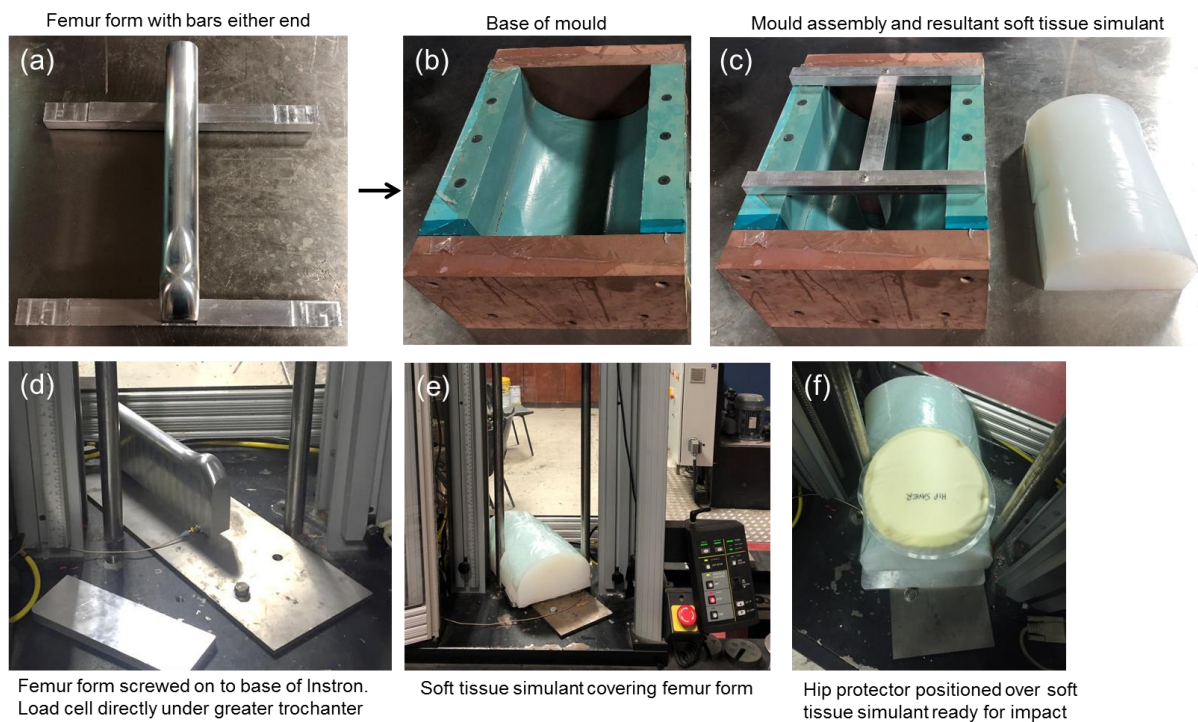 Femur form with bars either end
Base of mould
Mould assembly and resultant soft tissue simulant
(a)
(b)
(c)
(d)
(e)
(f)
HIP SAVER
Femur form screwed on to base of Instron.
Load cell directly under greater trochanter
Soft tissue simulant covering femur form
Hip protector positioned over soft
tissue simulant ready for impact